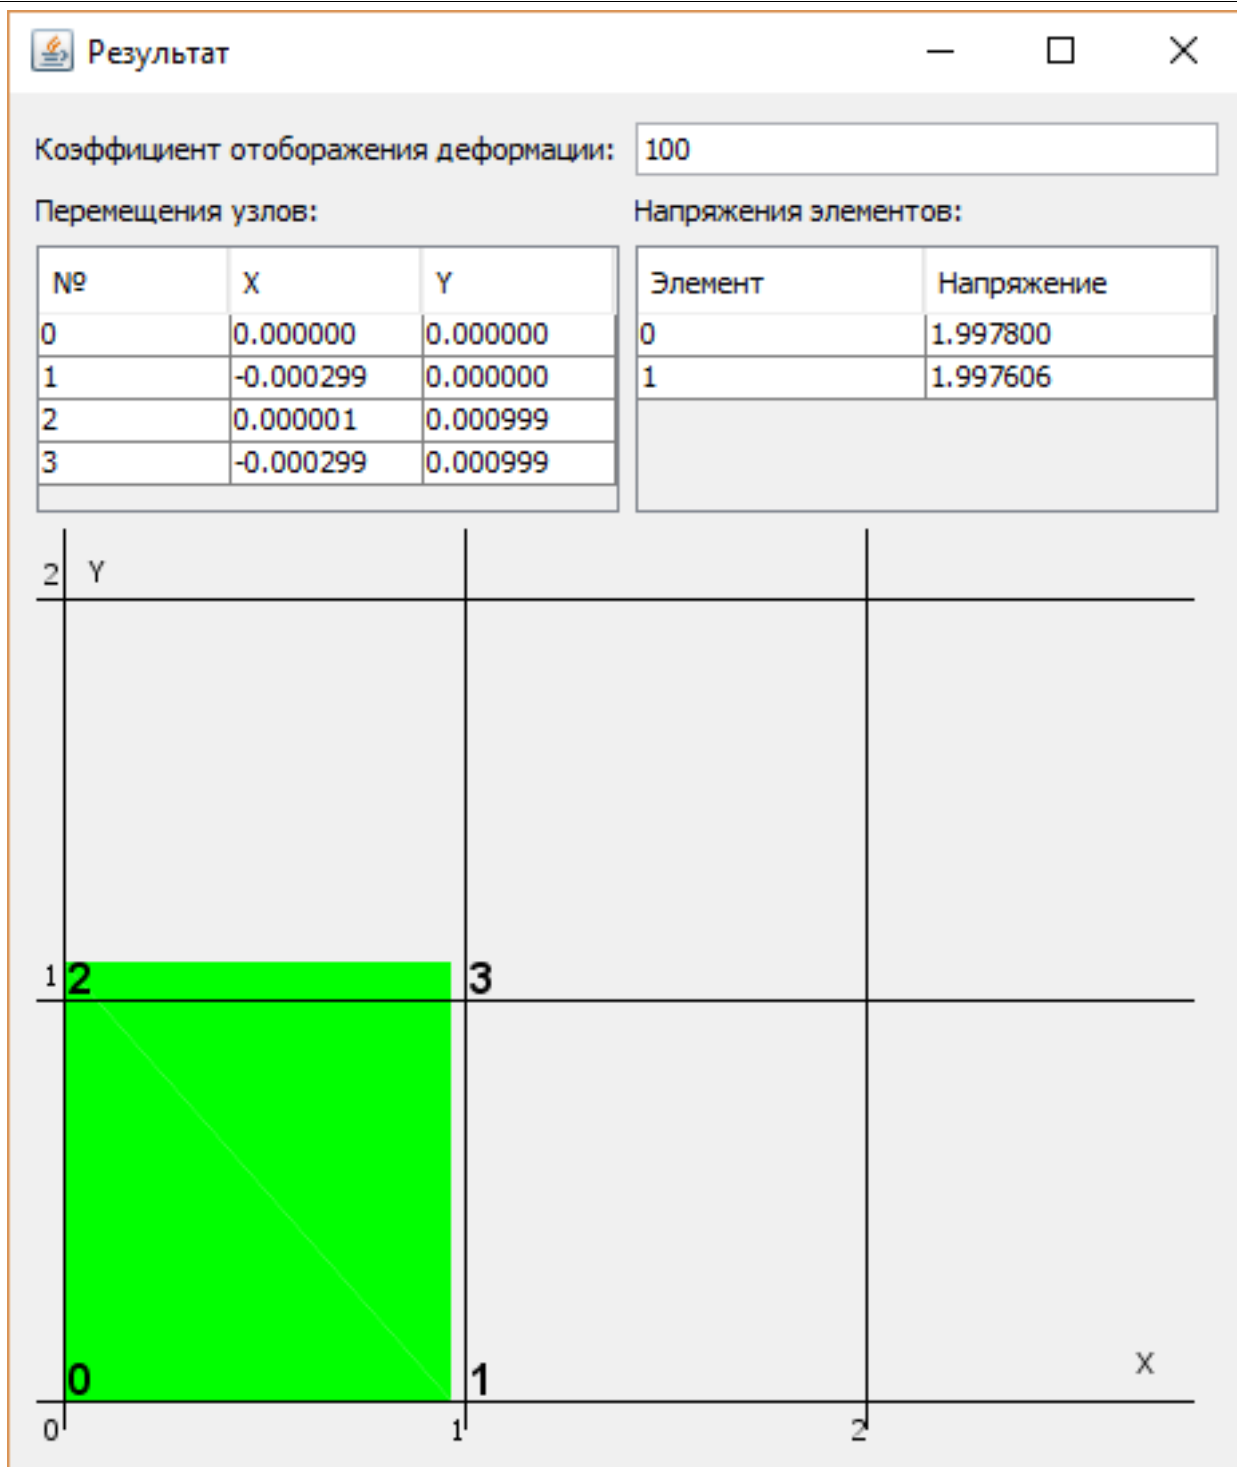 Результат
Коэффициент отоборажения деформации: 100
Перемещения узлов: Напряжения элементов:
№ X Y Элемент Напряжение
0 0.000000 0.000000 0 1.997800
1 -0.000299 0.000000 1 1.997606
2 0.000001 0.000999
3 -0.000299 0.000999
2 Y
1 2 3
0 1
X
0 1 2